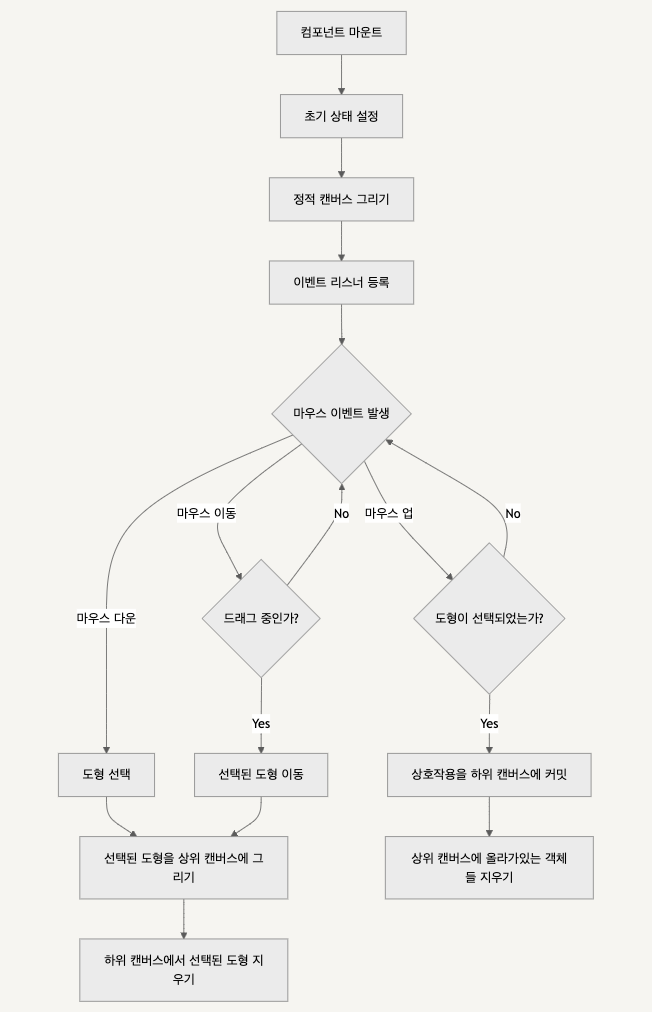 컴포넌트 마운트
초기 상태 설정
정적 캔버스 그리기
이벤트 리스너 등록
마우스 이벤트 발생
마우스 이동
No
마우스 업
No
마우스 다운
드래그 중인가?
도형이 선택되었는가?
Yes
Yes
도형 선택
선택된 도형 이동
상호작용을 하위 캔버스에 커밋
선택된 도형을 상위 캔버스에 그
리기
상위 캔버스에 올라가있는 객체
들 지우기
하위 캔버스에서 선택된 도형 지
우기